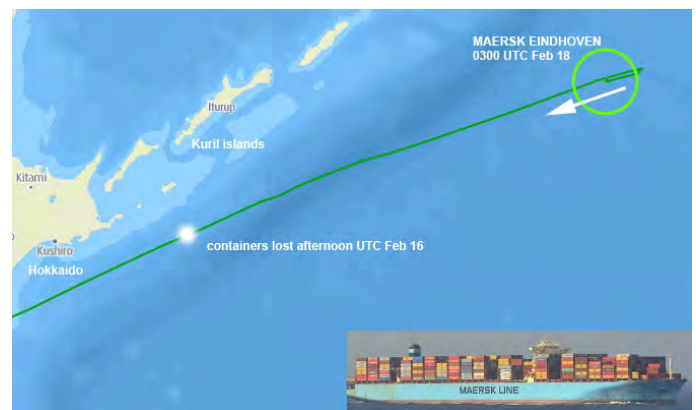 MAERSK EINDHOVEN
0300 UTC Feb 18
Iturup
Kuril islands
Kitami
containers lost afternoon UTC Feb 16
Kushiro
Hokkaido
MAERSK LINE